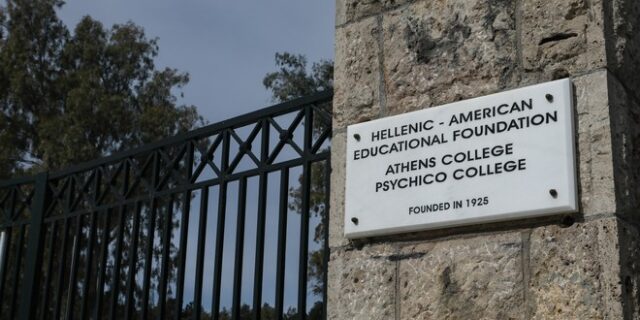 HELLENIC - AMERICAN
EDUCATIONAL FOUNDATION
ATHENS COLLEGE
PSYCHICO COLLEGE
FOUNDED IN 1925